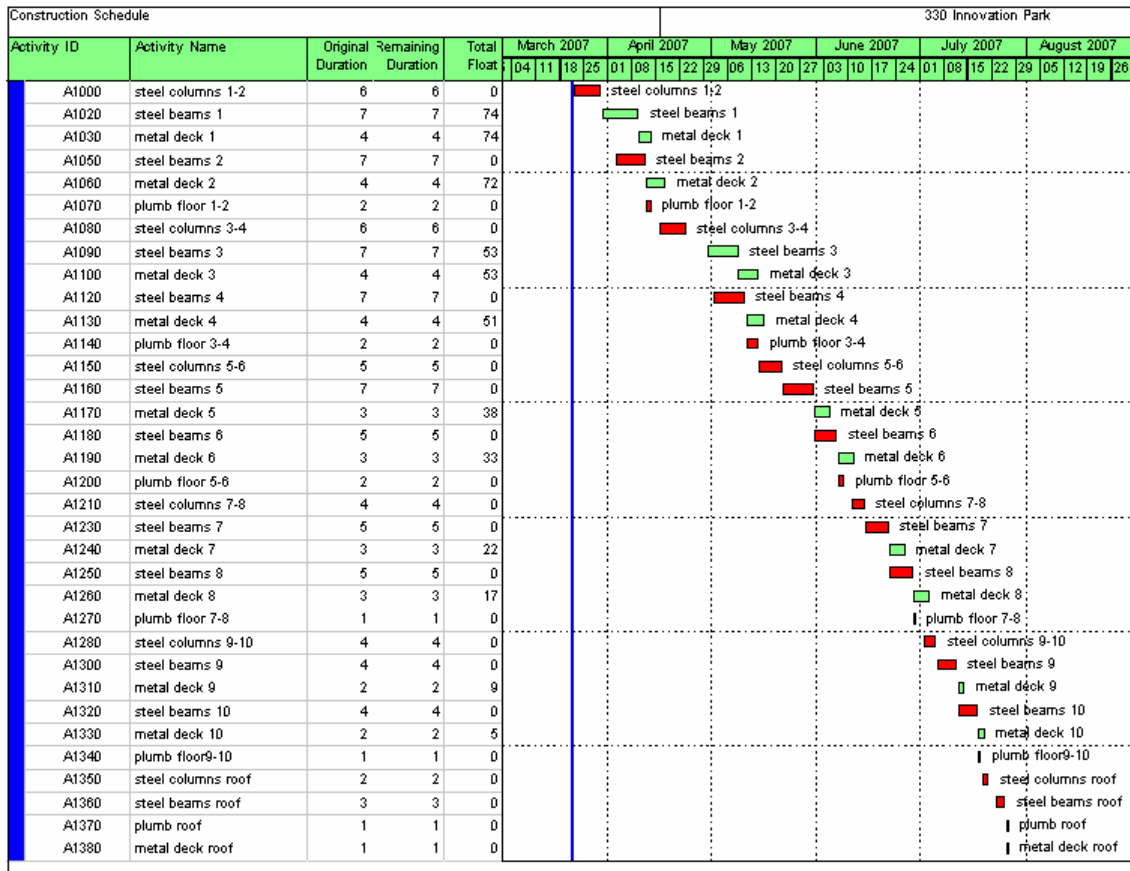 Construction Schedule 330 Innovation Park
Activity ID Activity Name Original Remaining Total March 2007 April 2007 May 2007 June 2007 July 2007 August 2007
Duration Duration Float 04 11 18 25 01 08 15 22 29 06 13 20 27 03 10 17 24 01 08 15 22 29 05 12 19 26
A1000 steel columns 1-2 6 6 0 steel columns 1-2
A1020 steel beams 1 7 7 74 steel beams 1
A1030 metal deck 1 4 4 74 metal deck 1
A1050 steel beams 2 7 7 0 steel beams 2
A1060 metal deck 2 4 4 72 metal deck 2
A1070 plumb floor 1-2 2 2 0 plumb floor 1-2
A1080 steel columns 3-4 6 6 0 steel columns 3-4
A1090 steel beams 3 7 7 53 steel beams 3
A1100 metal deck 3 4 4 53 metal deck 3
A1120 steel beams 4 7 7 0 steel beams 4
A1130 metal deck 4 4 4 51 metal deck 4
A1140 plumb floor 3-4 2 2 0 plumb floor 3-4
A1150 steel columns 5-6 5 5 0 steel columns 5-6
A1160 steel beams 5 7 7 0 steel beams 5
A1170 metal deck 5 3 3 38 metal deck 5
A1180 steel beams 6 5 5 0 steel beams 6
A1190 metal deck 6 3 3 33 metal deck 6
A1200 plumb floor 5-6 2 2 0 plumb floor 5-6
A1210 steel columns 7-8 4 4 0 steel columns 7-8
A1230 steel beams 7 5 5 0 steel beams 7
A1240 metal deck 7 3 3 22 metal deck 7
A1250 steel beams 8 5 5 0 steel beams 8
A1260 metal deck 8 3 3 17 metal deck 8
A1270 plumb floor 7-8 1 1 0 plumb floor 7-8
A1280 steel columns 9-10 4 4 0 steel columns 9-10
A1300 steel beams 9 4 4 0 steel beams 9
A1310 metal deck 9 2 2 9 metal deck 9
A1320 steel beams 10 4 4 0 steel beams 10
A1330 metal deck 10 2 2 5 metal deck 10
A1340 plumb floor9-10 1 1 0 plumb floor9-10
A1350 steel columns roof 2 2 0 steel columns roof
A1360 steel beams roof 3 3 0 steel beams roof
A1370 plumb roof 1 1 0 plumb roof
A1380 metal deck roof 1 1 0 metal deck roof